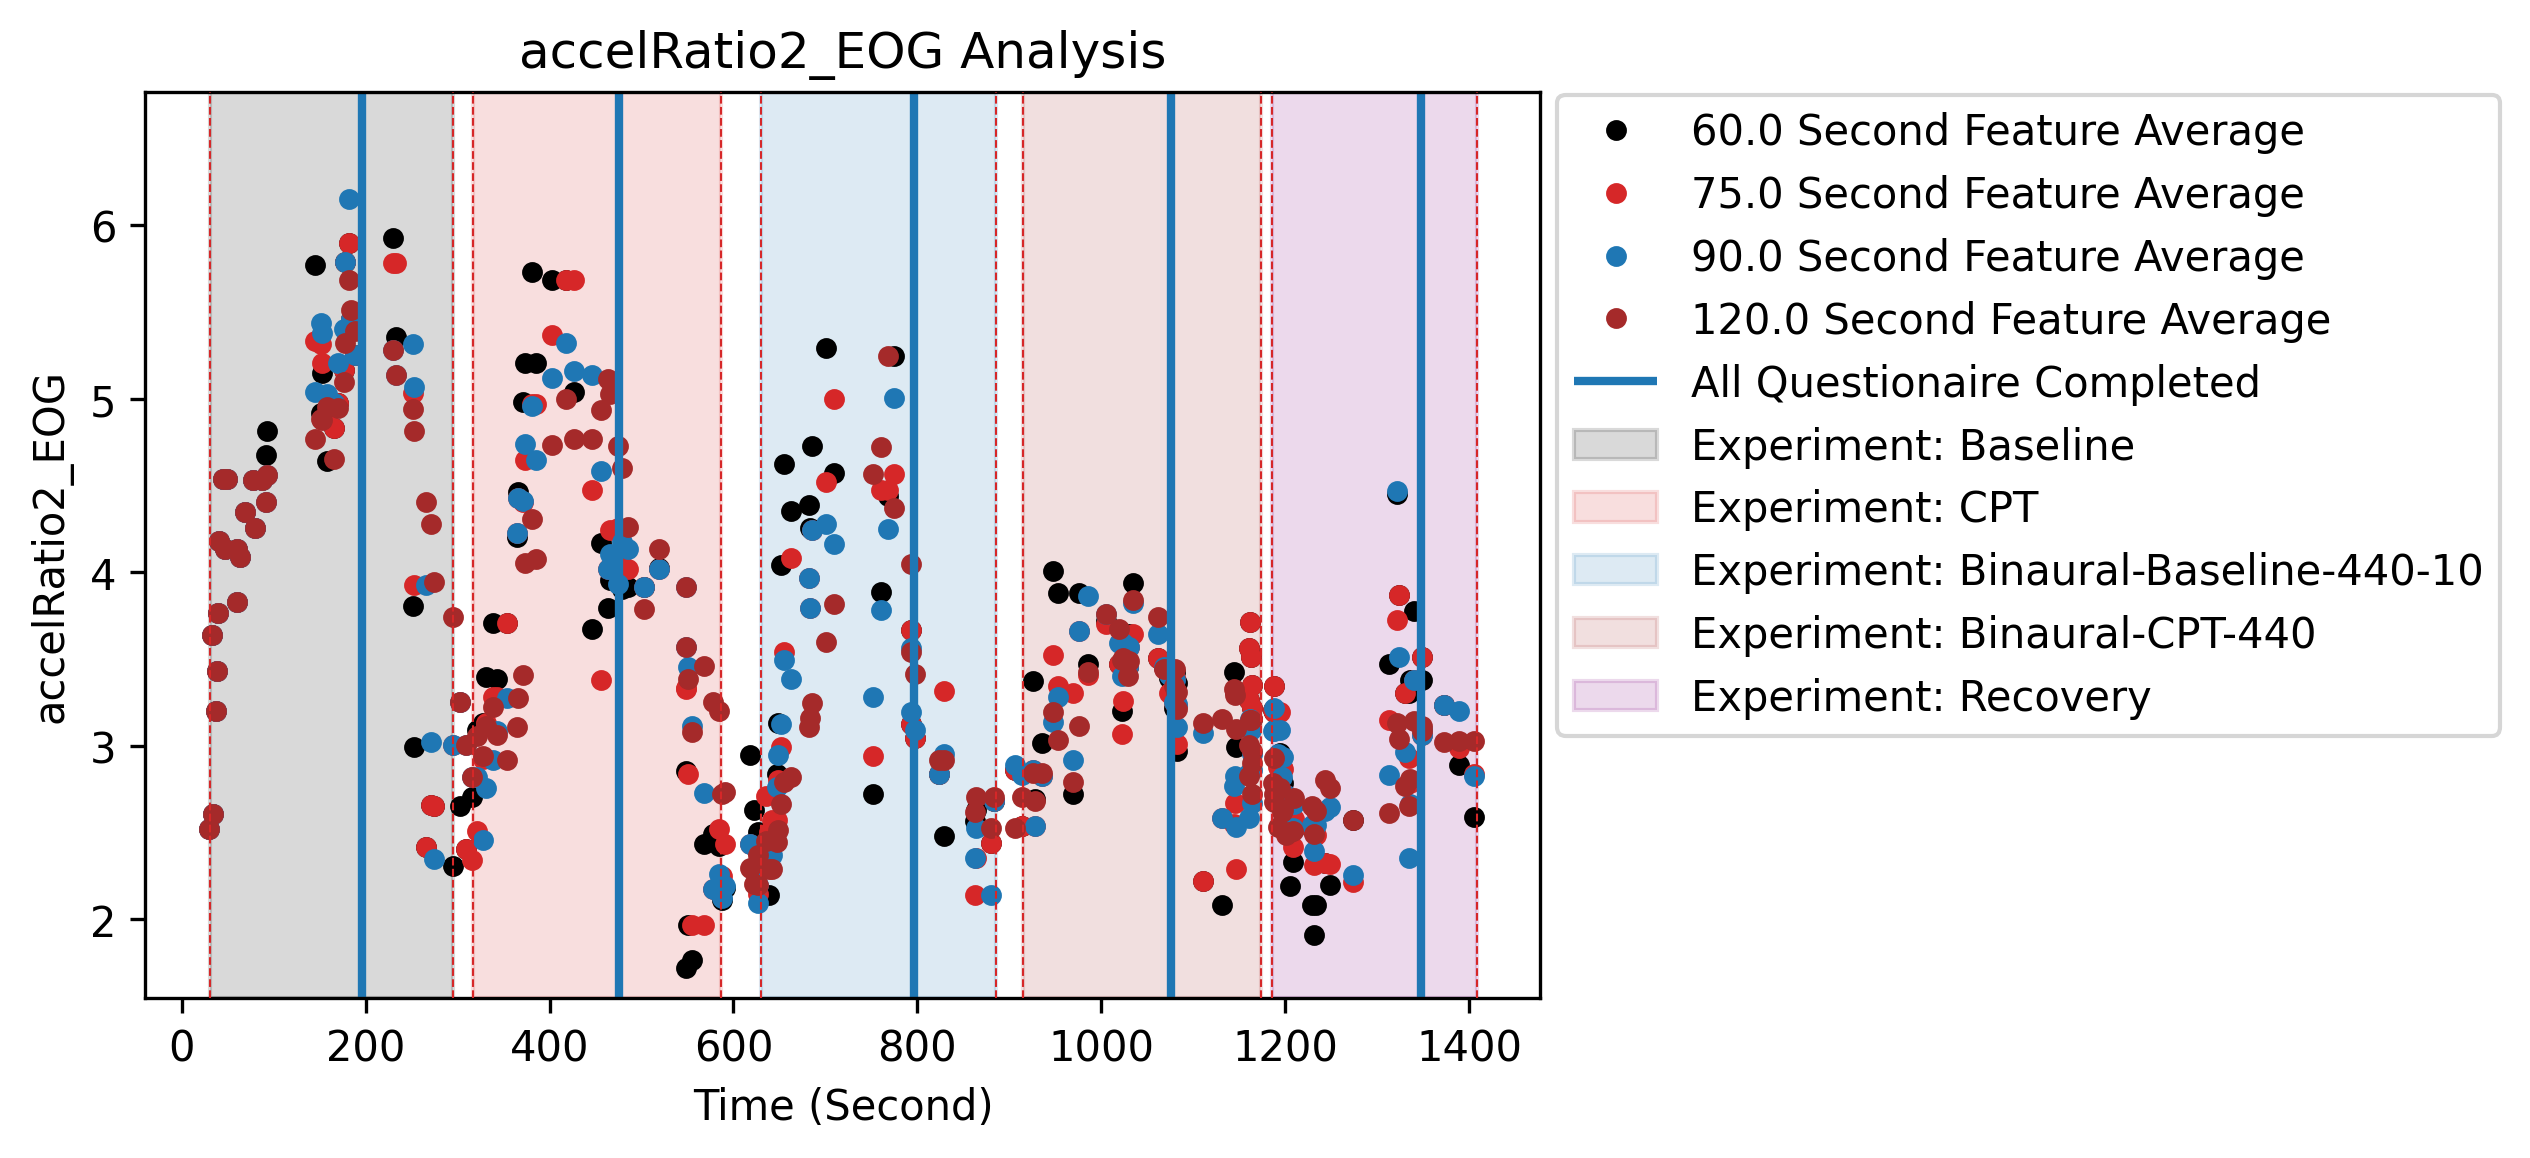 accelRatio2_EOG Analysis
accelRatio2_EOG
6
5
4
3
2
0 200 400 600 800 1000 1200 1400
Time (Second)
60.0 Second Feature Average
75.0 Second Feature Average
90.0 Second Feature Average
120.0 Second Feature Average
All Questionaire Completed
Experiment: Baseline
Experiment: CPT
Experiment: Binaural-Baseline-440-10
Experiment: Binaural-CPT-440
Experiment: Recovery